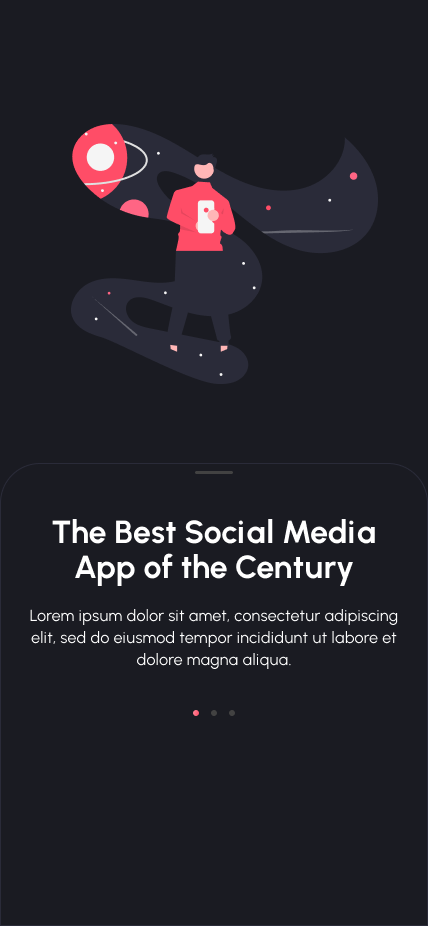 The Best Social Media
App of the Century
Lorem ipsum dolor sit amet, consectetur adipiscing
elit, sed do eiusmod tempor incididunt ut labore et
dolore magna aliqua.